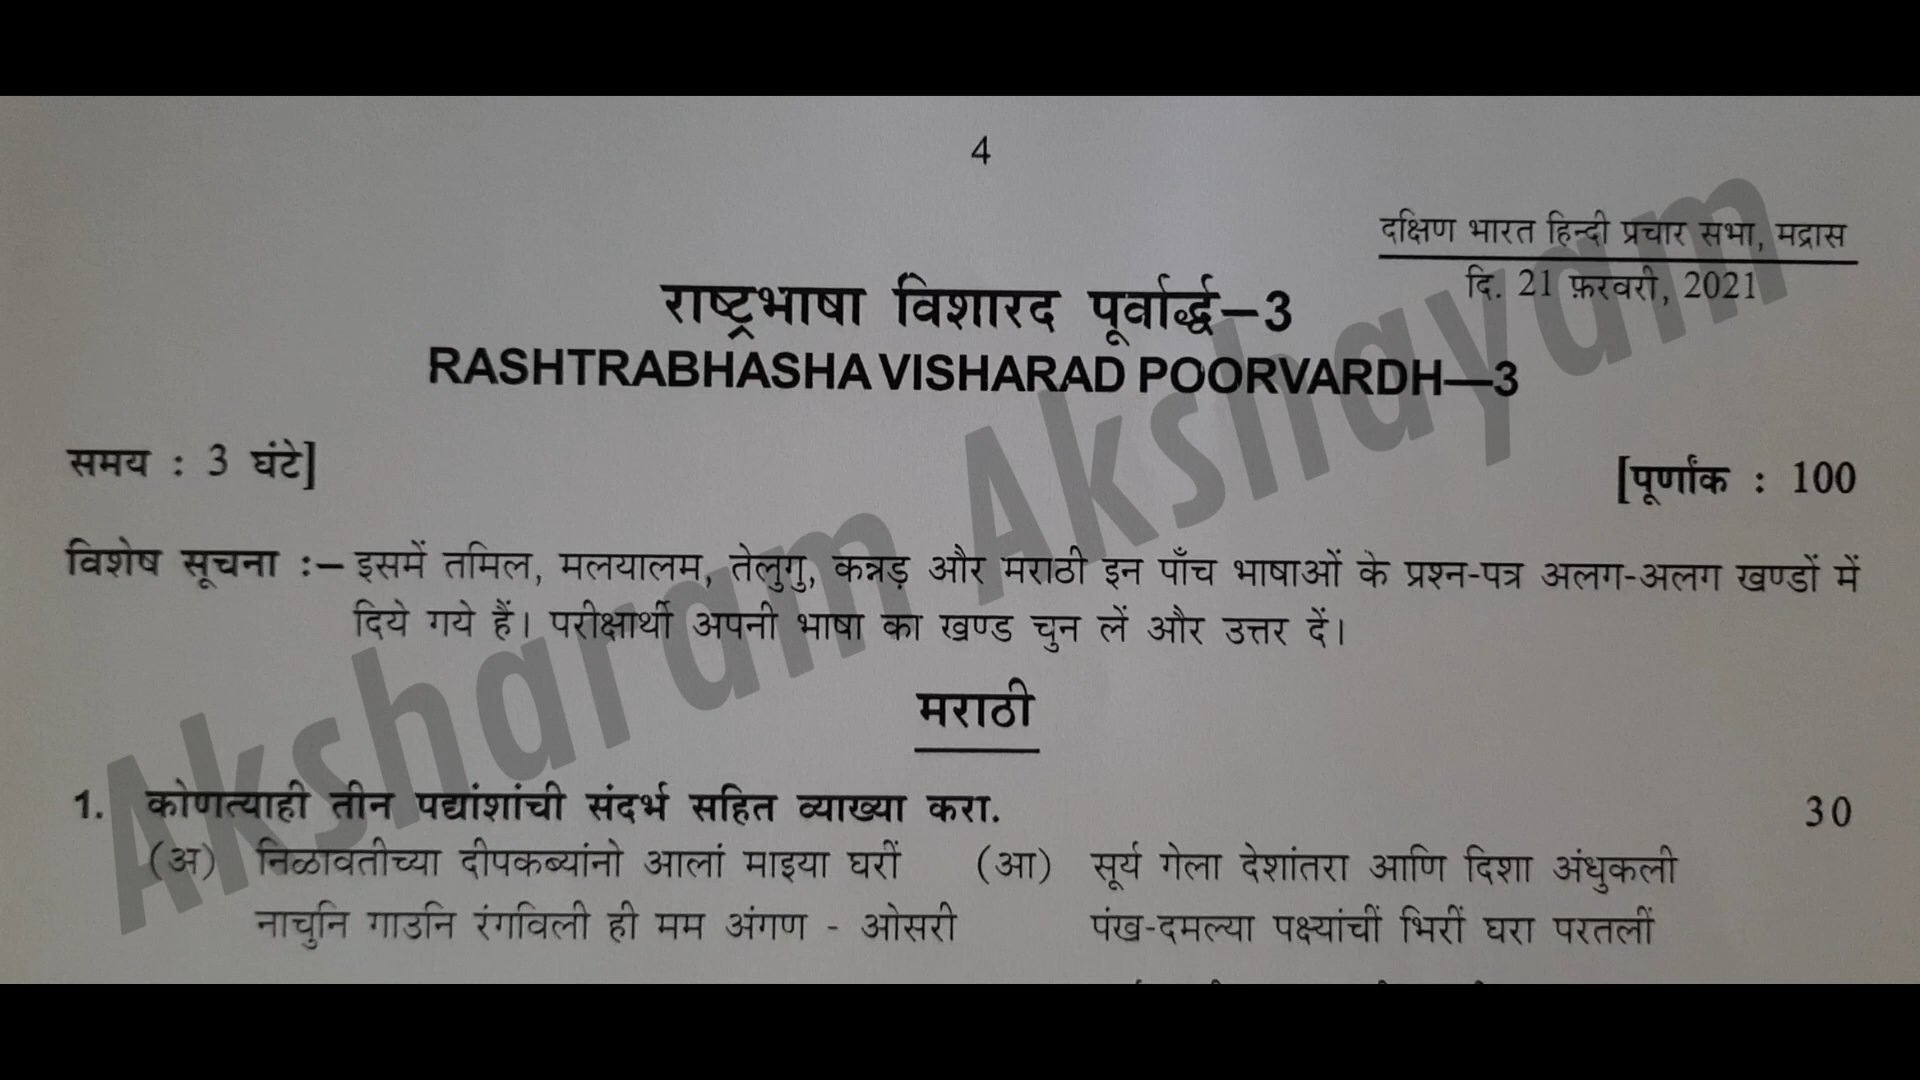 4
दक्षिण भारत हिन्दी प्रचार सभा, मद्रास
दि. 21 फ़रवरी, 2021
राष्ट्रभाषा विशारद पूर्वार्द्ध–3
RASHTRABHASHA VISHARAD POORVARDH—3
समय : 3 घंटे]
[पूर्णांक : 100
विशेष सूचना :– इसमें तमिल, मलयालम, तेलुगु, कन्नड़ और मराठी इन पाँच भाषाओं के प्रश्न-पत्र अलग-अलग खण्डों में
दिये गये हैं। परीक्षार्थी अपनी भाषा का खण्ड चुन लें और उत्तर दें।
मराठी
1. कोणत्याही तीन पद्यांशांची संदर्भ सहित व्याख्या करा. 30
(अ) निळावतीच्या दीपकब्यांनो आलां माझ्या घरीं
नाचुनि गाउनि रंगविली ही मम अंगण - ओसरी
(आ) सूर्य गेला देशांतरा आणि दिशा अंधुकली
पंख-दमल्या पक्ष्यांचीं भिरीं घरा परतलीं
Aksharam Akshayam